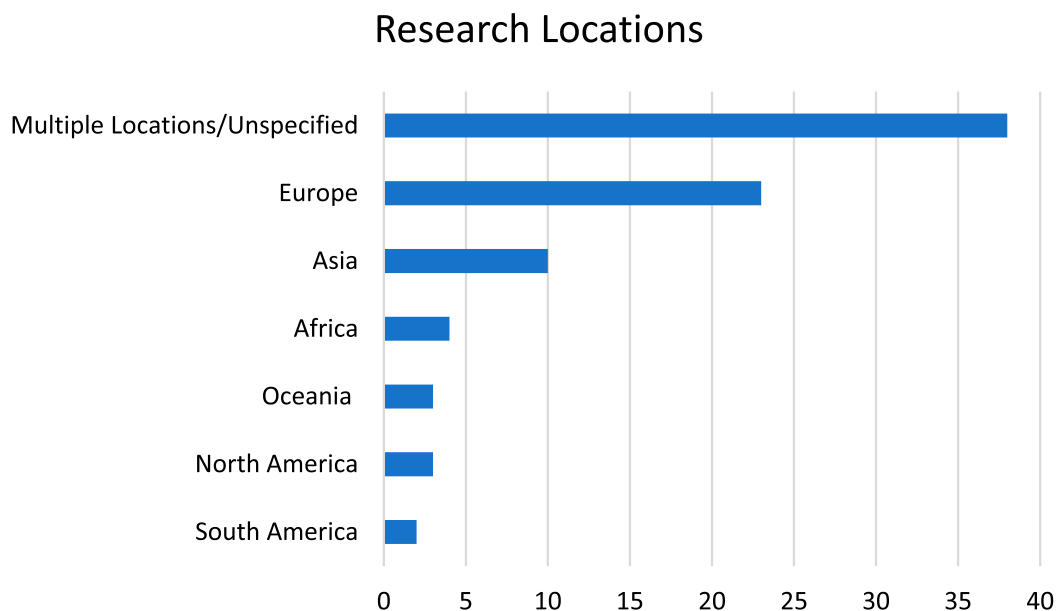 Research Locations
Multiple Locations/Unspecified
Europe
Asia
Africa
Oceania
North America
South America
0 5 10 15 20 25 30 35 40